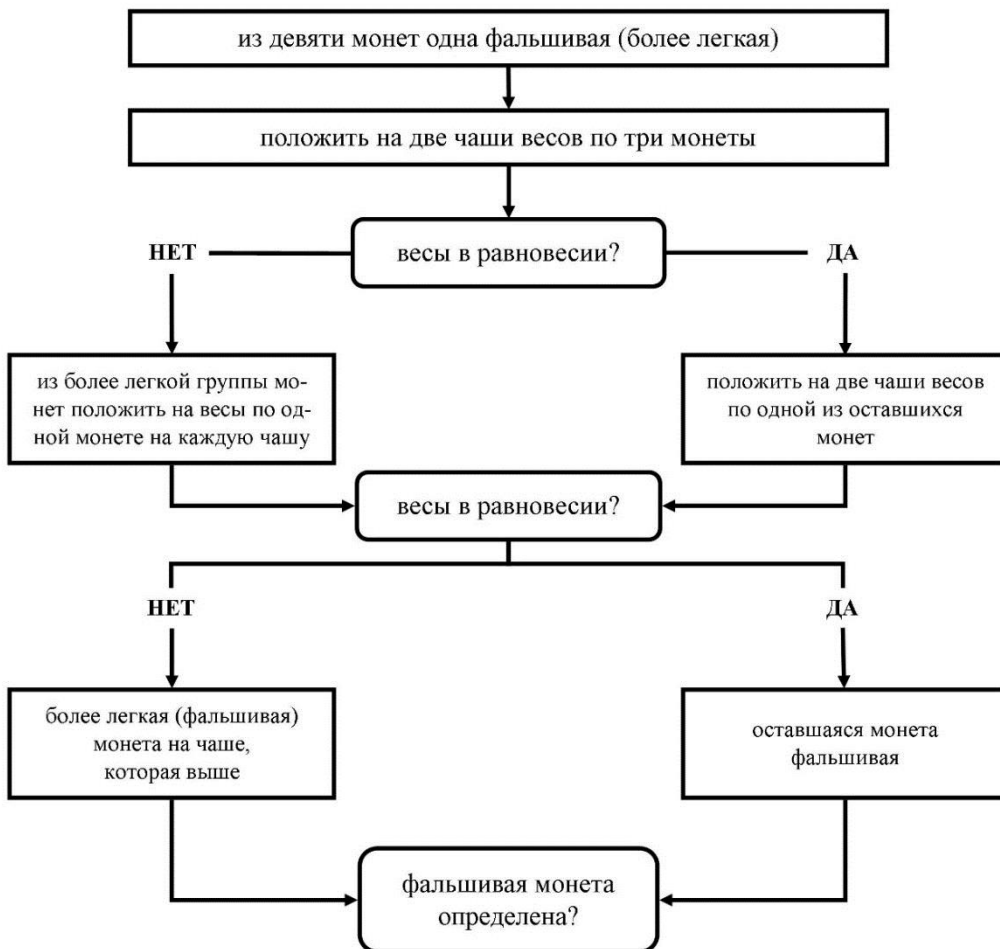 из девяти монет одна фальшивая (более легкая)
положить на две чаши весов по три монеты
весы в равновесии?
НЕТ
ДА
из более легкой группы мо-
нет положить на весы по од-
ной монете на каждую чашу
положить на две чаши весов
по одной из оставшихся
монет
весы в равновесии?
НЕТ
ДА
более легкая (фальшивая)
монета на чаше,
которая выше
оставшаяся монета
фальшивая
фальшивая монета
определена?